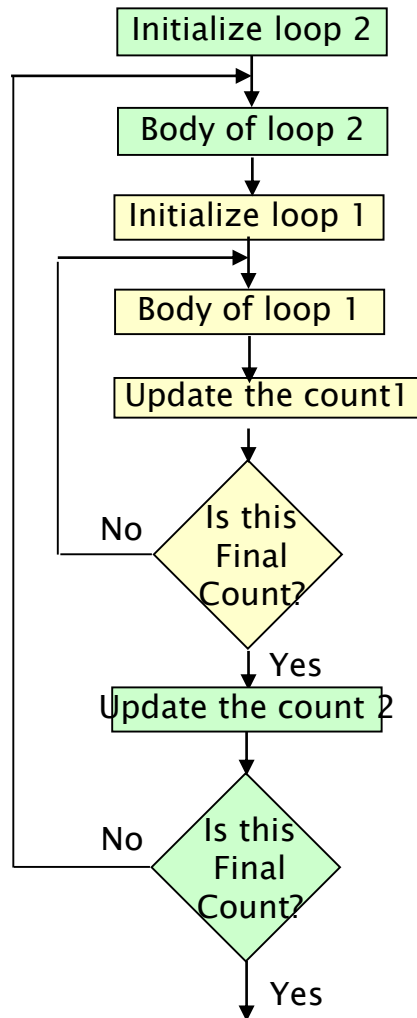 Initialize loop 2
Body of loop 2
Initialize loop 1
Body of loop 1
Update the count1
Is this
Final
Count?
No
Yes
Update the count 2
Is this
Final
Count?
No
Yes